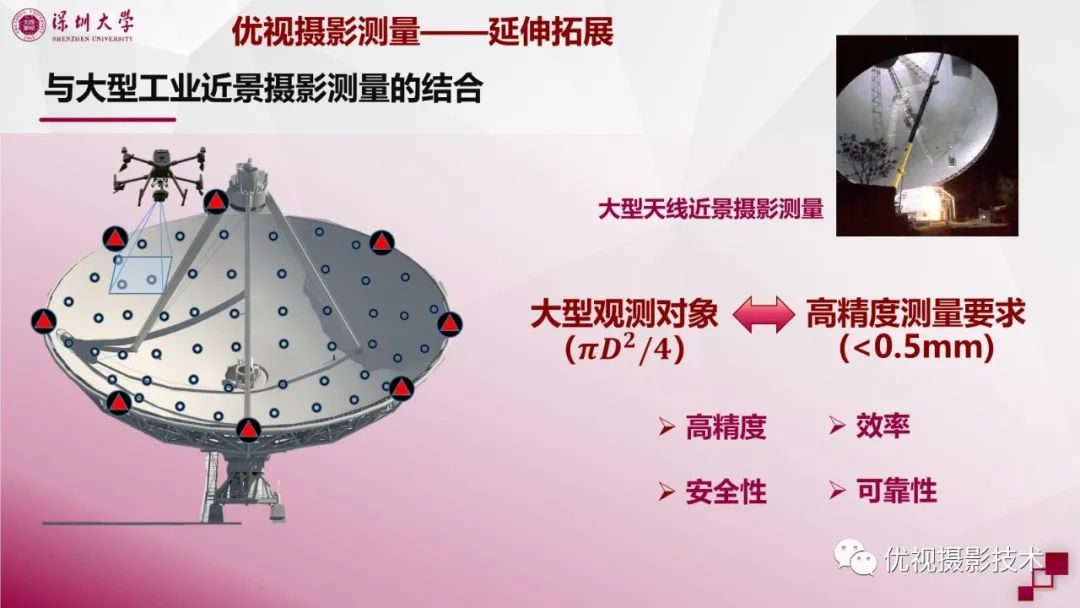 深圳大学
SHENZHEN UNIVERSITY
优视摄影测量——延伸拓展
与大型工业近景摄影测量的结合
大型天线近景摄影测量
大型观测对象
(πD²/4)
高精度测量要求
(<0.5mm)
➢ 高精度
➢ 效率
➢ 安全性
➢ 可靠性
优视摄影技术